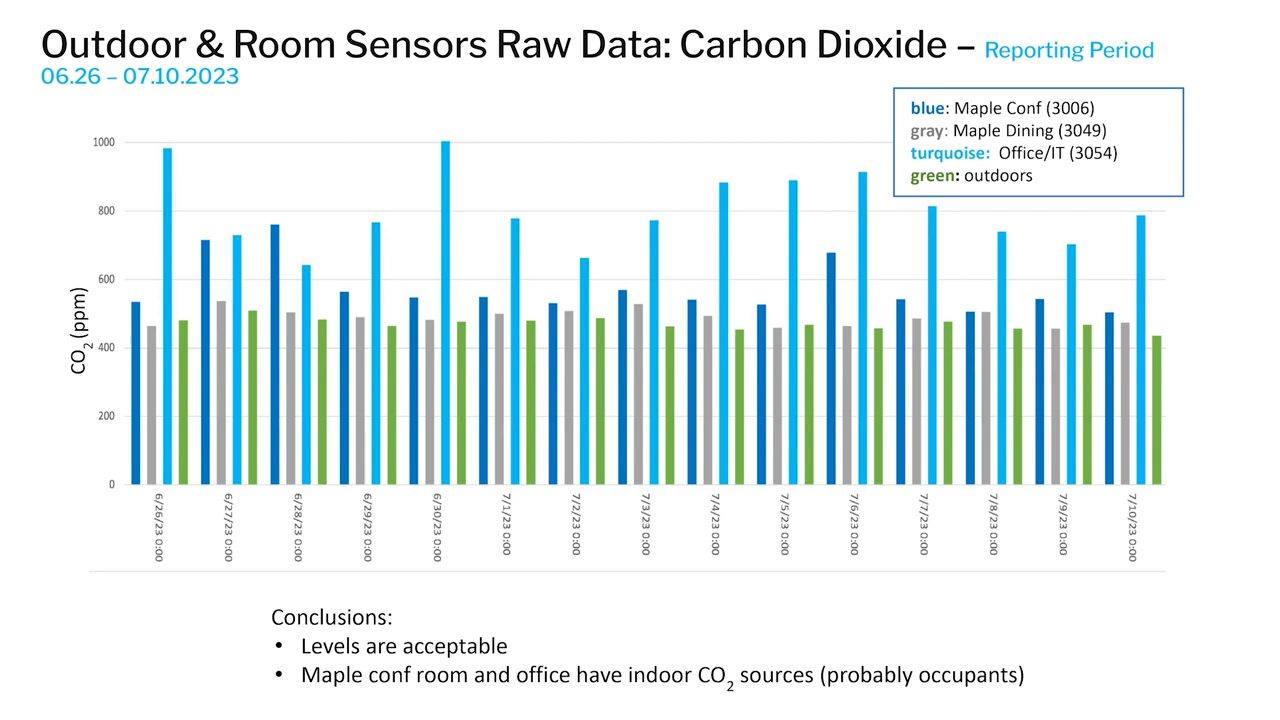 Outdoor & Room Sensors Raw Data: Carbon Dioxide – Reporting Period
06.26 – 07.10.2023
blue: Maple Conf (3006)
gray: Maple Dining (3049)
turquoise: Office/IT (3054)
green: outdoors
CO2 (ppm)
1000
800
600
400
200
0
6/26/23 0:00
6/27/23 0:00
6/28/23 0:00
6/29/23 0:00
6/30/23 0:00
7/1/23 0:00
7/2/23 0:00
7/3/23 0:00
7/4/23 0:00
7/5/23 0:00
7/6/23 0:00
7/7/23 0:00
7/8/23 0:00
7/9/23 0:00
7/10/23 0:00
Conclusions:
• Levels are acceptable
• Maple conf room and office have indoor CO2 sources (probably occupants)